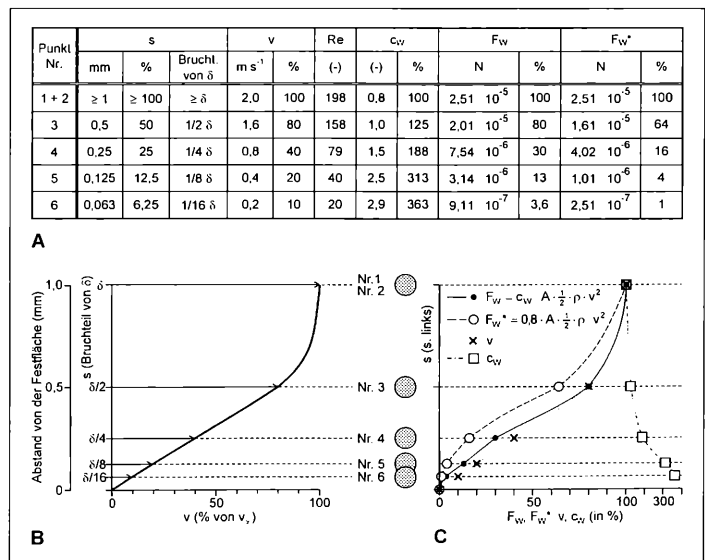 Punkt Nr. s v Re cW FW FW*
mm % Bruchl. von δ m s⁻¹ % (-) (-) % N % N %
1 + 2 ≥ 1 ≥ 100 ≥ δ 2,0 100 198 0,8 100 2,51 10⁻⁵ 100 2,51 10⁻⁵ 100
3 0,5 50 1/2 δ 1,6 80 158 1,0 125 2,01 10⁻⁵ 80 1,61 10⁻⁵ 64
4 0,25 25 1/4 δ 0,8 40 79 1,5 188 7,54 10⁻⁶ 30 4,02 10⁻⁶ 16
5 0,125 12,5 1/8 δ 0,4 20 40 2,5 313 3,14 10⁻⁶ 13 1,01 10⁻⁶ 4
6 0,063 6,25 1/16 δ 0,2 10 20 2,9 363 9,11 10⁻⁷ 3,6 2,51 10⁻⁷ 1
A
Abstand von der Festfläche (mm)
1,0
0,5
0
s (Bruchteil von δ)
δ
δ/2
δ/4
δ/8
δ/16
0 50 100
v (% von v∞)
B
Nr. 1
Nr. 2
Nr. 3
Nr. 4
Nr. 5
Nr. 6
s (s. links)
FW = cW A · ½ · ρ · v²
FW* = 0,8 · A · ½ · ρ v²
v
cW
0 50 100 200 300
FW, FW* v, cW (in %)
C